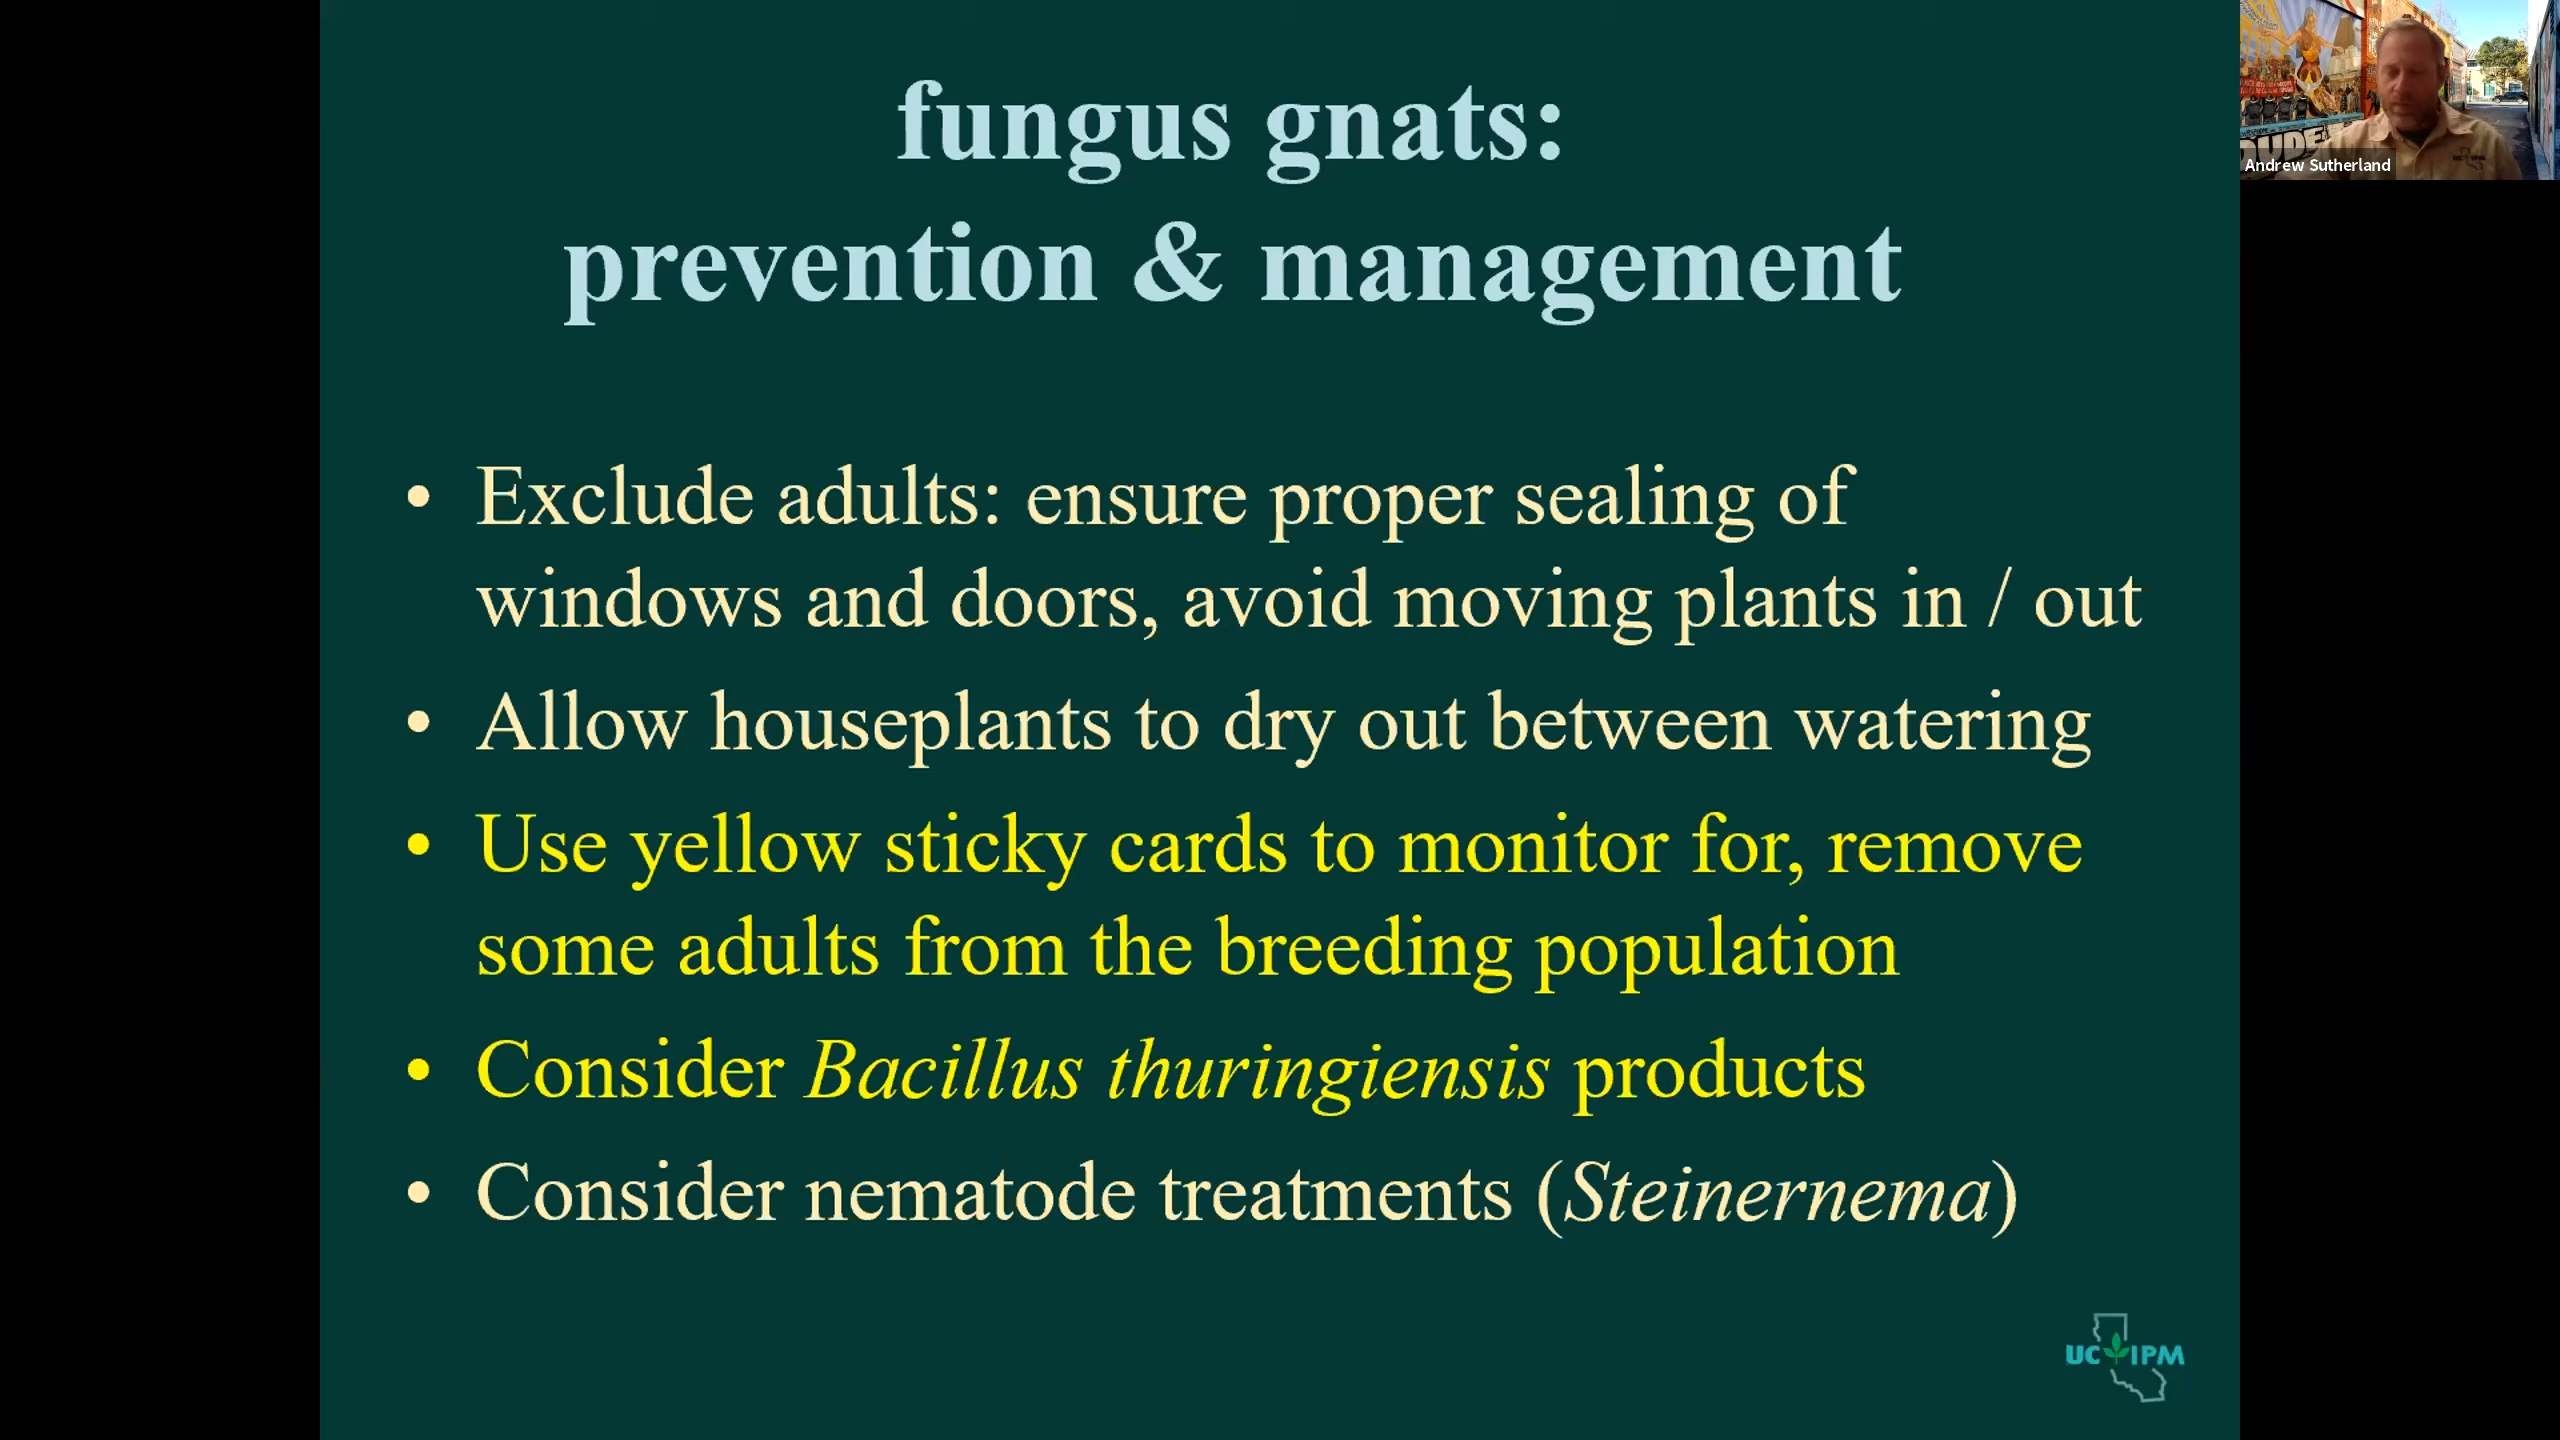 fungus gnats:
prevention & management
• Exclude adults: ensure proper sealing of
windows and doors, avoid moving plants in / out
• Allow houseplants to dry out between watering
• Use yellow sticky cards to monitor for, remove
some adults from the breeding population
• Consider Bacillus thuringiensis products
• Consider nematode treatments (Steinernema)
UC IPM
Andrew Sutherland